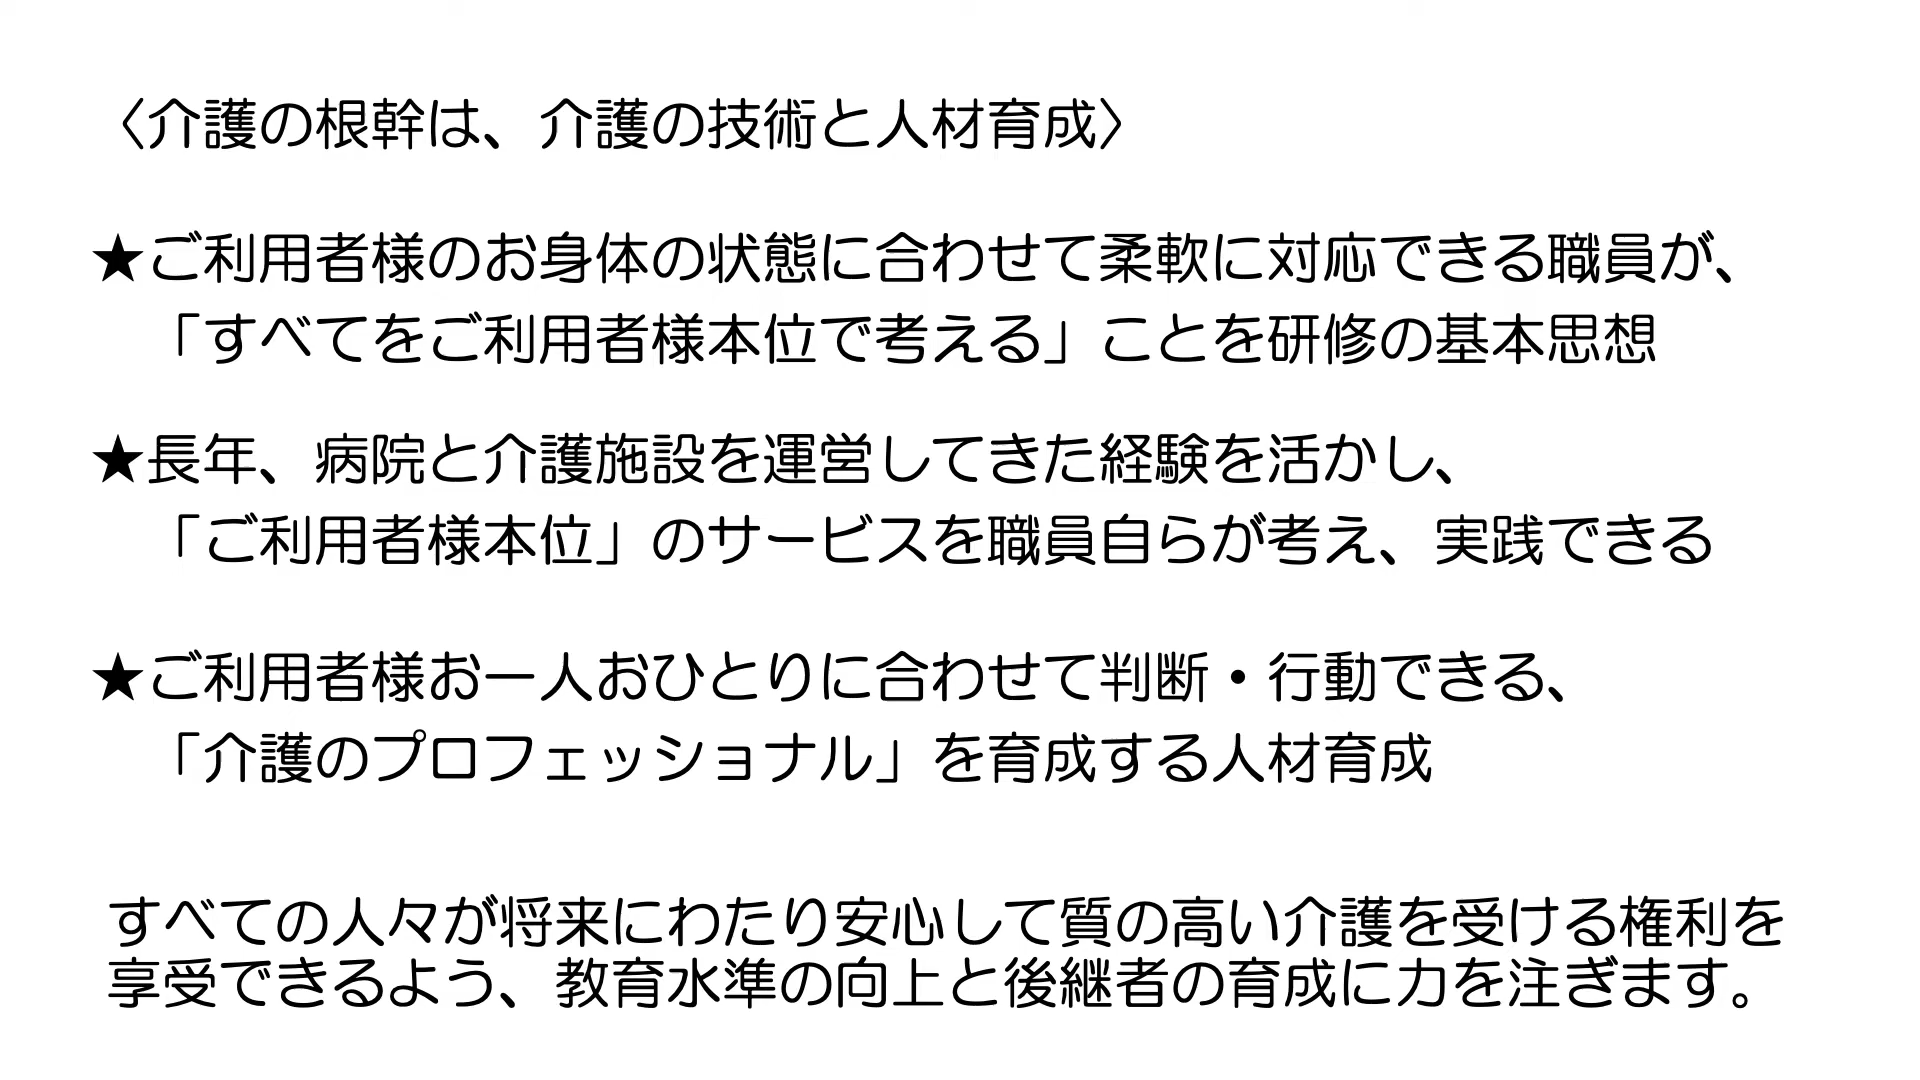 〈介護の根幹は、介護の技術と人材育成〉
★ご利用者様のお身体の状態に合わせて柔軟に対応できる職員が、
「すべてをご利用者様本位で考える」ことを研修の基本思想
★長年、病院と介護施設を運営してきた経験を活かし、
「ご利用者様本位」のサービスを職員自らが考え、実践できる
★ご利用者様お一人おひとりに合わせて判断・行動できる、
「介護のプロフェッショナル」を育成する人材育成
すべての人々が将来にわたり安心して質の高い介護を受ける権利を
享受できるよう、教育水準の向上と後継者の育成に力を注ぎます。